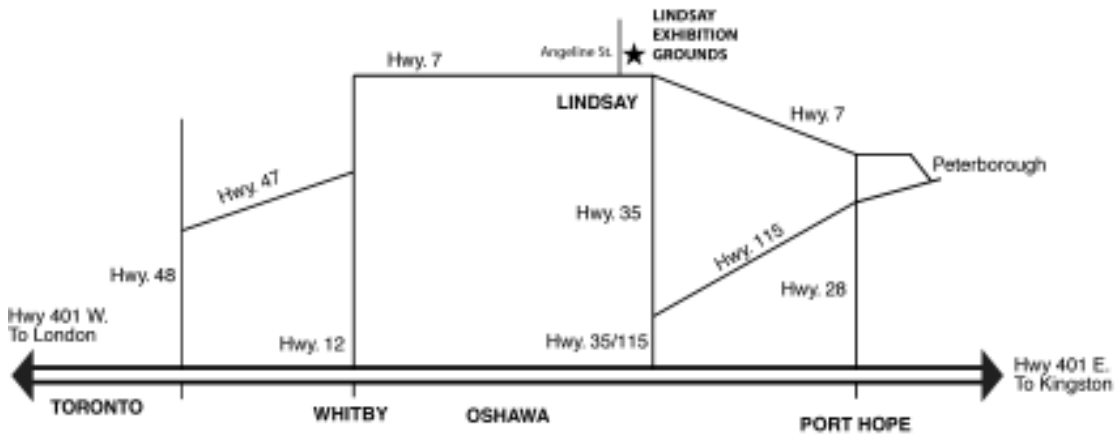 LINDSAY
EXHIBITION
GROUNDS
Angeline St.
Hwy. 7
LINDSAY
Hwy. 7
Peterborough
Hwy. 47
Hwy. 35
Hwy. 115
Hwy. 48
Hwy. 28
Hwy 401 W.
To London
Hwy. 12
Hwy. 35/115
Hwy 401 E.
To Kingston
TORONTO
WHITBY
OSHAWA
PORT HOPE